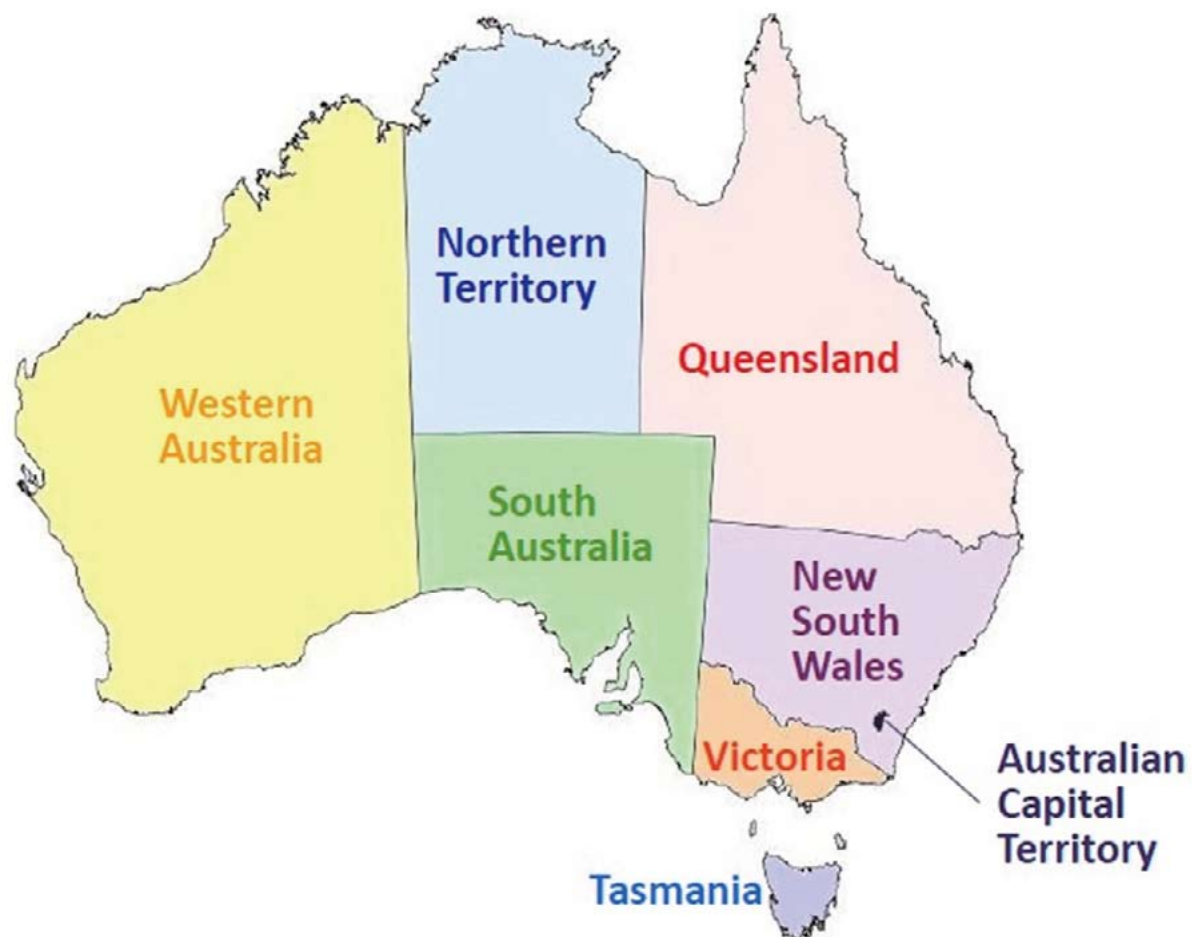 Northern
Territory
Queensland
Western
Australia
South
Australia
New
South
Wales
Victoria
Australian
Capital
Territory
Tasmania